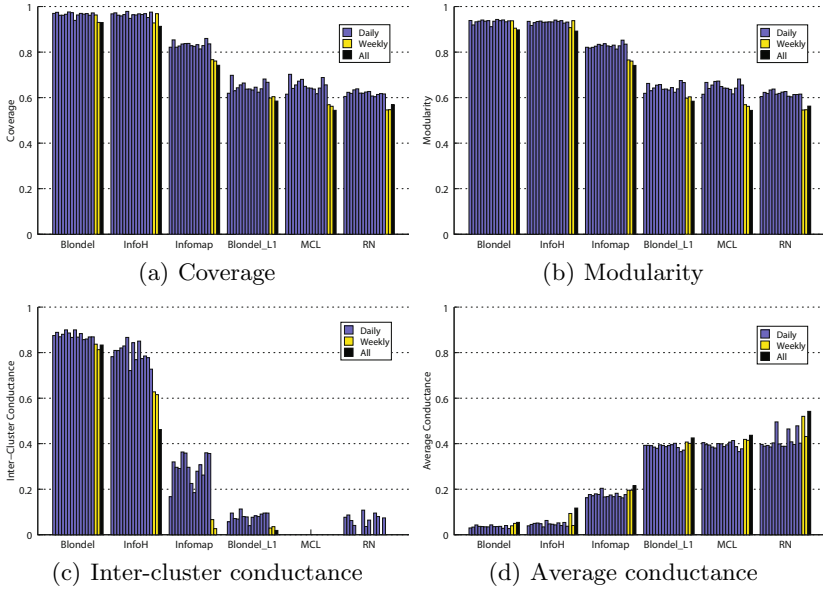 1
0.8
0.6
0.4
0.2
0
Coverage
Daily
Weekly
All
Blondel InfoH Infomap Blondel_L1 MCL RN
(a) Coverage
1
0.8
0.6
0.4
0.2
0
Modularity
Daily
Weekly
All
Blondel InfoH Infomap Blondel_L1 MCL RN
(b) Modularity
1
0.8
0.6
0.4
0.2
0
Inter−Cluster Conductance
Daily
Weekly
All
Blondel InfoH Infomap Blondel_L1 MCL RN
(c) Inter-cluster conductance
1
0.8
0.6
0.4
0.2
0
Average Conductance
Daily
Weekly
All
Blondel InfoH Infomap Blondel_L1 MCL RN
(d) Average conductance